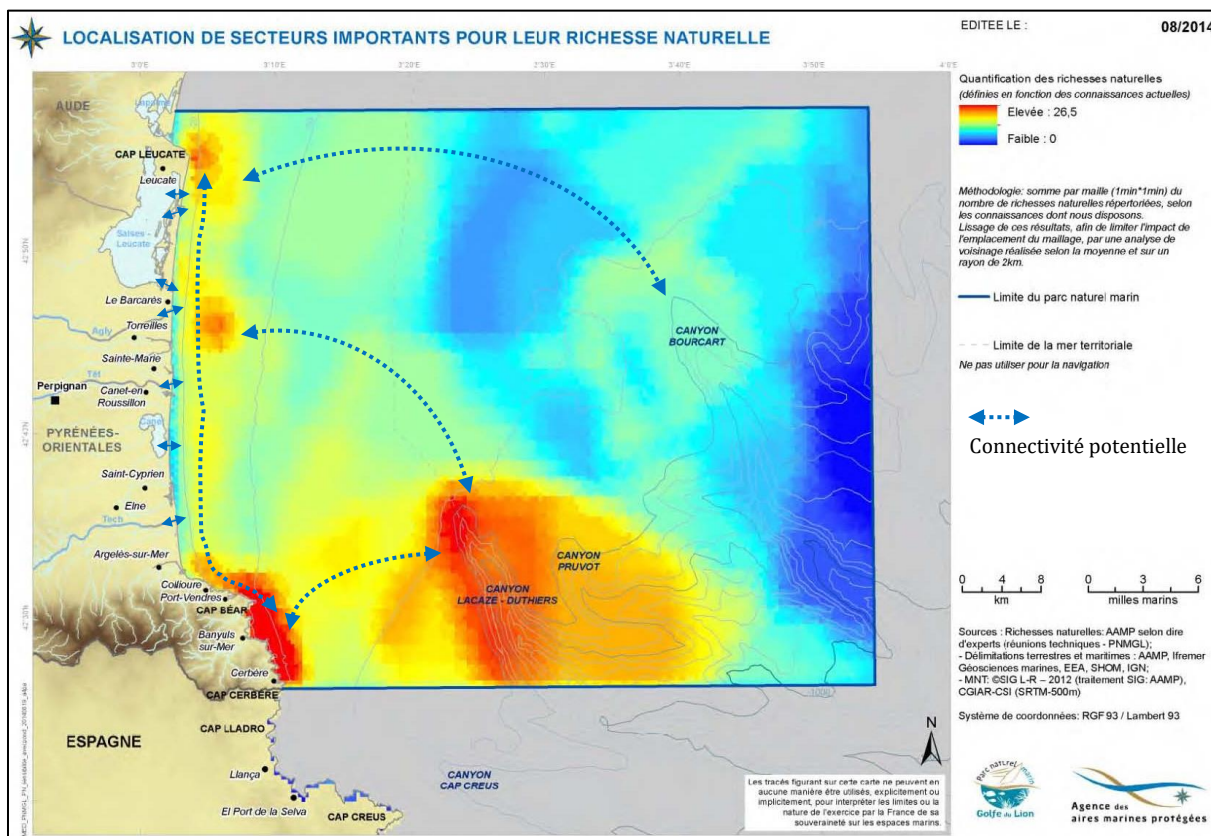 LOCALISATION DE SECTEURS IMPORTANTS POUR LEUR RICHESSE NATURELLE
EDITEE LE : 08/2014
3'0'E 3°10'E 3°20'E 3°30'E 3°40'E 3°50'E 4°0'E
Quantification des richesses naturelles
(définies en fonction des connaissances actuelles)
Elevée : 26,5
Faible : 0
Méthodologie: somme par maille (1min*1min) du
nombre de richesses naturelles répertoriées, selon
les connaissances dont nous disposons.
Lissage de ces résultats, afin de limiter l'impact de
l'emplacement du maillage, par une analyse de
voisinage réalisée selon la moyenne et sur un
rayon de 2km.
Limite du parc naturel marin
Limite de la mer territoriale
Ne pas utiliser pour la navigation
Connectivité potentielle
0 4 8
km
0 3 6
milles marins
Sources : Richesses naturelles: AAMP selon dire
d'experts (réunions techniques - PNMGL);
- Délimitations terrestres et maritimes : AAMP, Ifremer
Géosciences marines, EEA, SHOM, IGN;
- MNT: ©SIG L-R – 2012 (traitement SIG: AAMP),
CGIAR-CSI (SRTM-500m)
Système de coordonnées: RGF 93 / Lambert 93
Parc naturel marin
Golfe du Lion
Agence des
aires marines protégées
AUDE
Lapalme
CAP LEUCATE
Leucate
Salses -
Leucate
42°50'N
Le Barcarès
Agly
Torreilles
Sainte-Marie
Têt
Perpignan
Canet-en
Roussillon
Canet
PYRÉNÉES-
ORIENTALES
Saint-Cyprien
Elne
Tech
Argelès-sur-Mer
Collioure
Port-Vendres
CAP BÉAR
Banyuls
sur-Mer
Cerbère
CAP CERBÈRE
CAP LLADRO
ESPAGNE
Llança
El Port de la Selva
CAP CREUS
CANYON
BOURCART
CANYON
PRUVOT
CANYON
LACAZE - DUTHIERS
CANYON
CAP CREUS
-1000
N
Les tracés figurant sur cette carte ne peuvent en
aucune manière être utilisés, explicitement ou
implicitement, pour interpréter les limites ou la
nature de l'exercice par la France de sa
souveraineté sur les espaces marins.